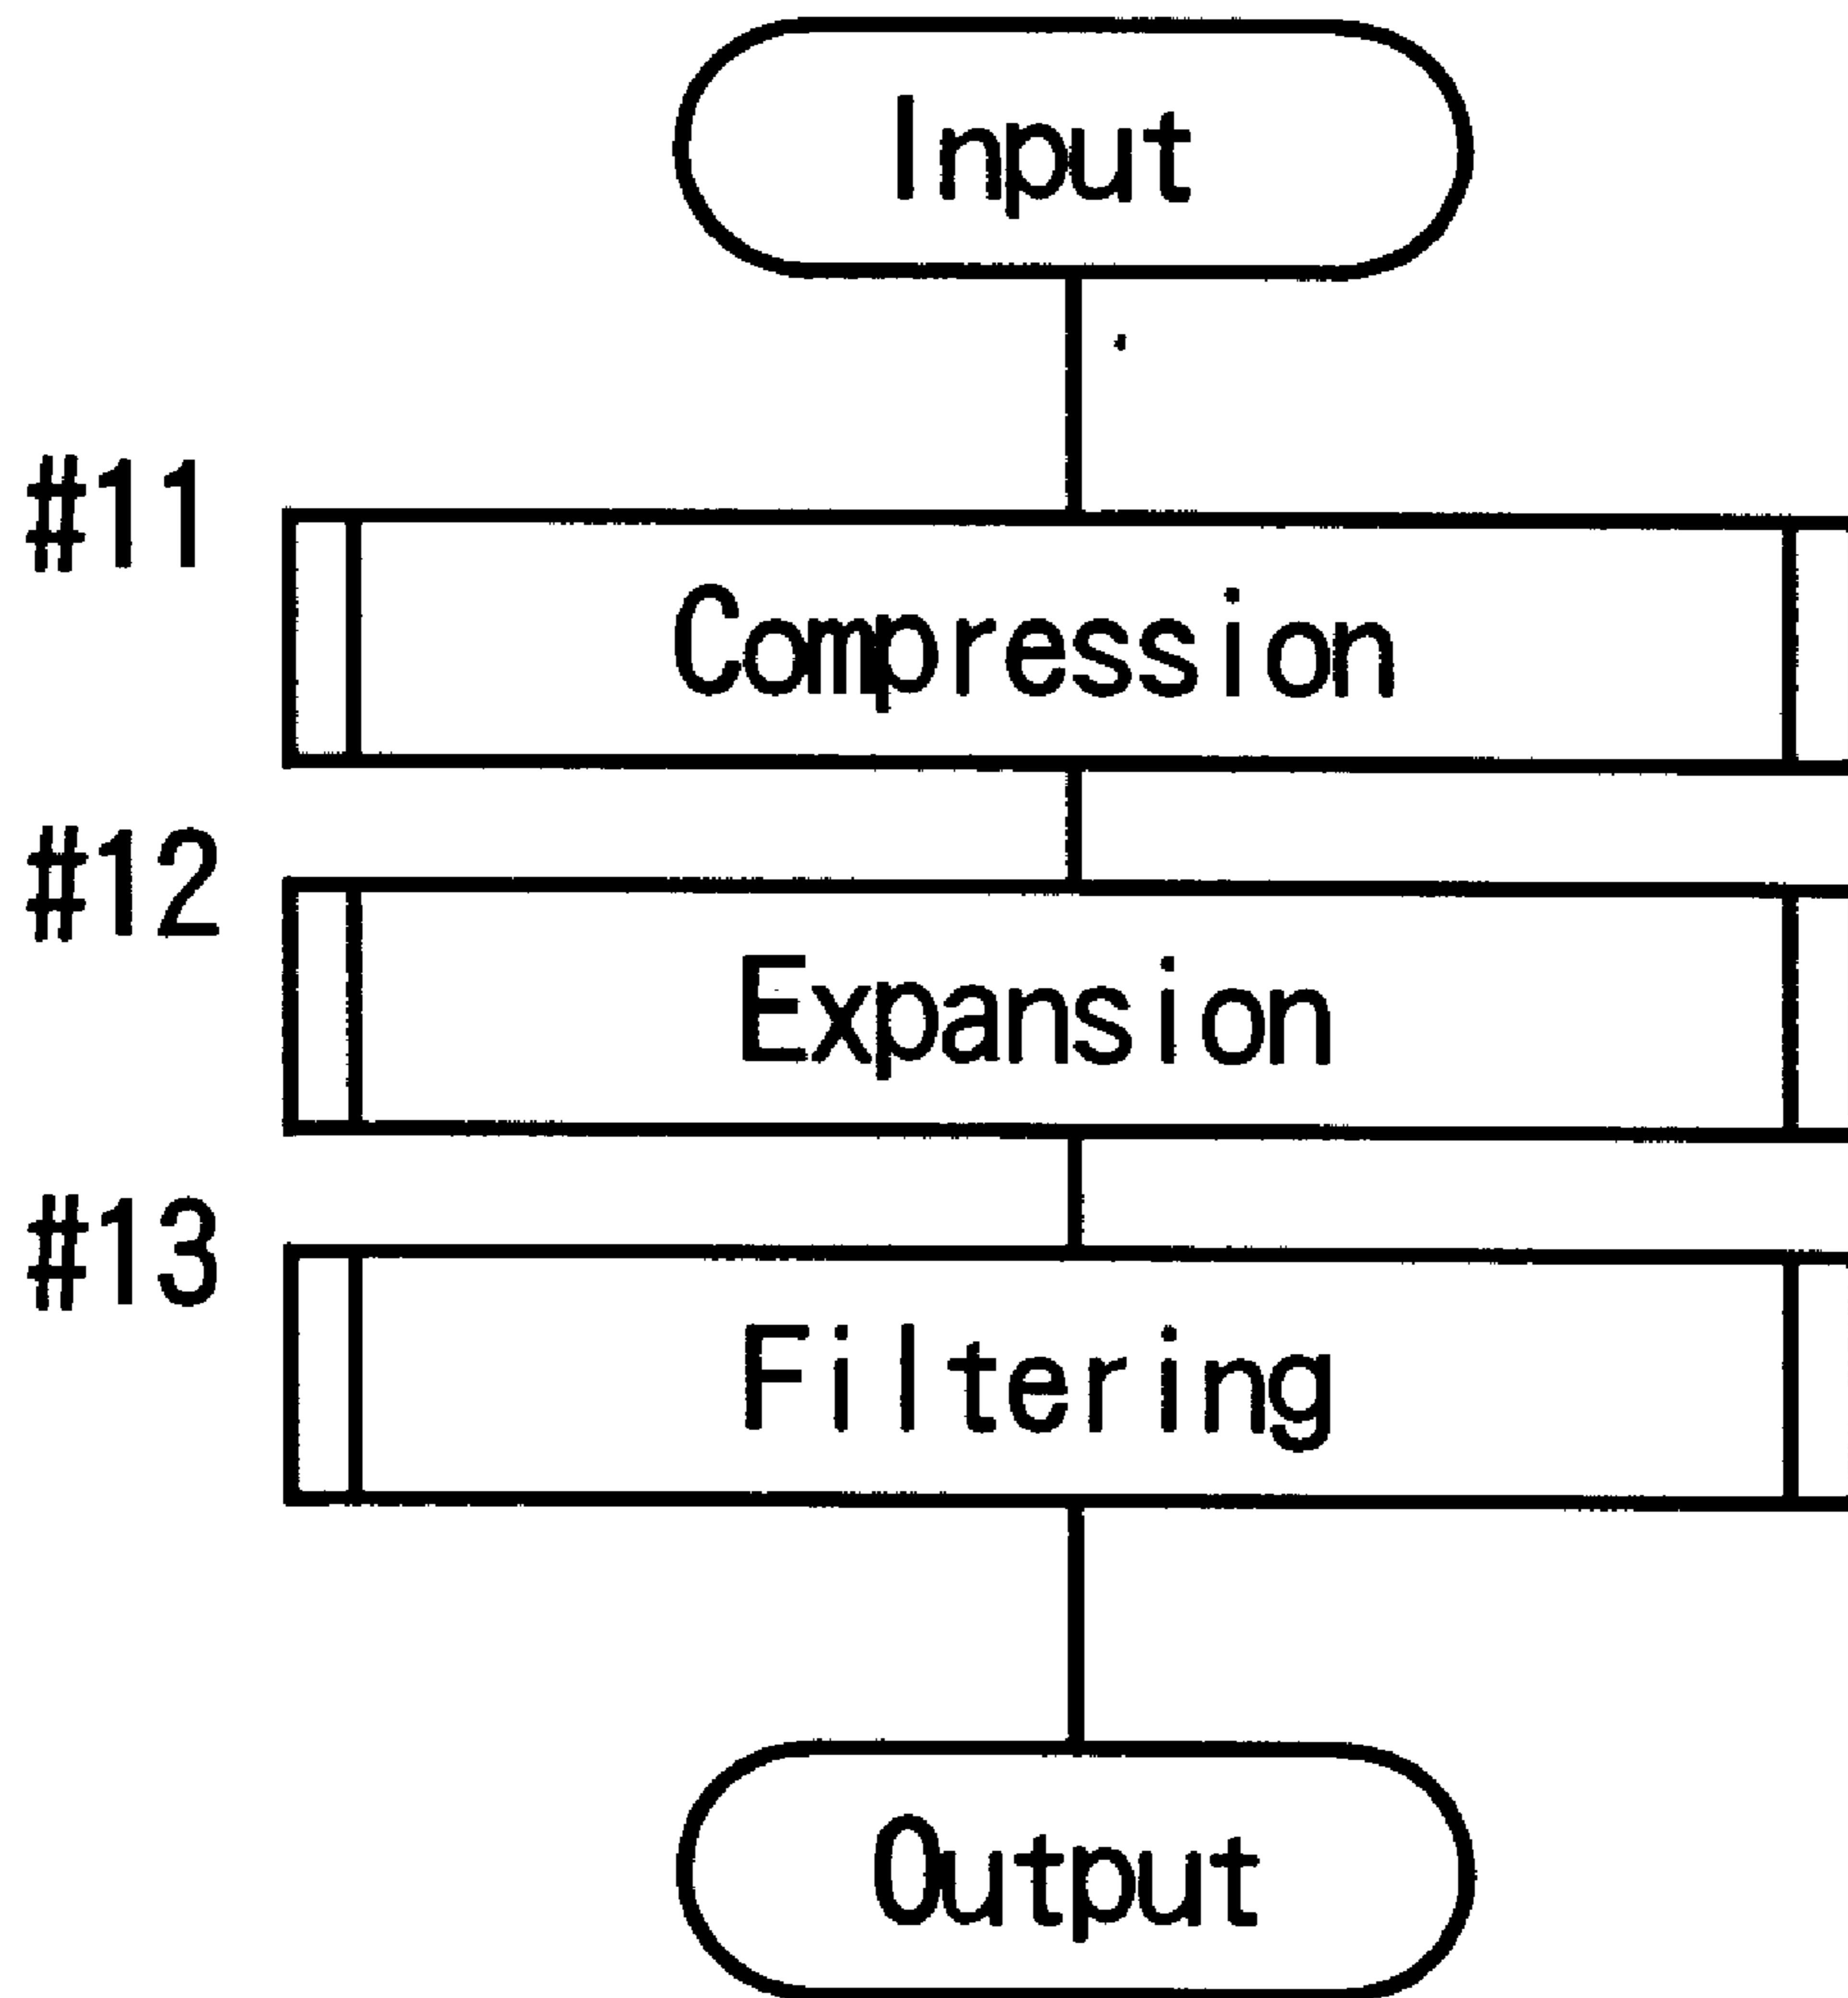 Input
#11
Compression
#12
Expansion
#13
Filtering
Output